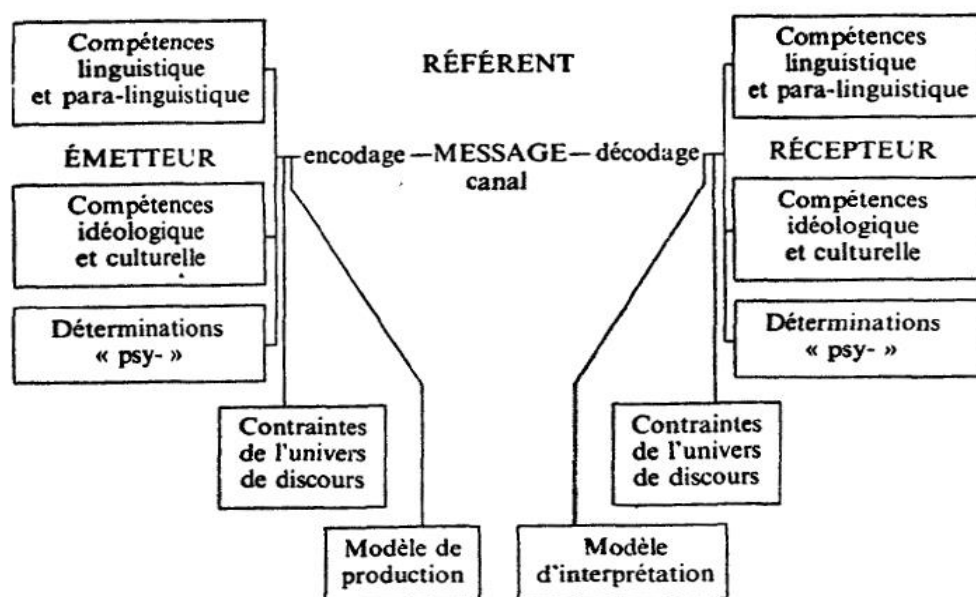 Compétences
linguistique
et para-linguistique
RÉFÉRENT
Compétences
linguistique
et para-linguistique
ÉMETTEUR
encodage — MESSAGE — décodage
canal
RÉCEPTEUR
Compétences
idéologique
et culturelle
Compétences
idéologique
et culturelle
Déterminations
« psy- »
Déterminations
« psy- »
Contraintes
de l'univers
de discours
Contraintes
de l'univers
de discours
Modèle de
production
Modèle
d'interprétation